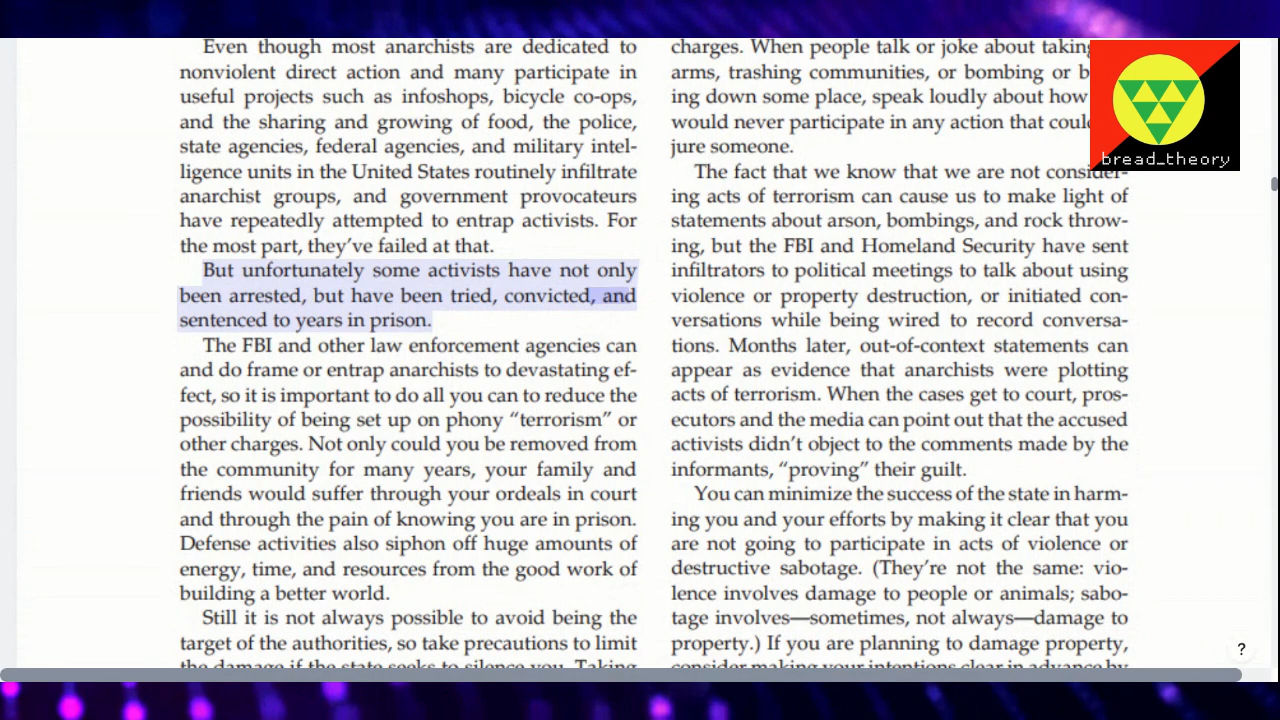 Even though most anarchists are dedicated to
nonviolent direct action and many participate in
useful projects such as infoshops, bicycle co-ops,
and the sharing and growing of food, the police,
state agencies, federal agencies, and military intel-
ligence units in the United States routinely infiltrate
anarchist groups, and government provocateurs
have repeatedly attempted to entrap activists. For
the most part, they've failed at that.
But unfortunately some activists have not only
been arrested, but have been tried, convicted, and
sentenced to years in prison.
The FBI and other law enforcement agencies can
and do frame or entrap anarchists to devastating ef-
fect, so it is important to do all you can to reduce the
possibility of being set up on phony “terrorism” or
other charges. Not only could you be removed from
the community for many years, your family and
friends would suffer through your ordeals in court
and through the pain of knowing you are in prison.
Defense activities also siphon off huge amounts of
energy, time, and resources from the good work of
building a better world.
Still it is not always possible to avoid being the
target of the authorities, so take precautions to limit
the damage if the state seeks to silence you. Taking
charges. When people talk or joke about taking
arms, trashing communities, or bombing or b
ing down some place, speak loudly about how
would never participate in any action that could
jure someone.
The fact that we know that we are not consider-
ing acts of terrorism can cause us to make light of
statements about arson, bombings, and rock throw-
ing, but the FBI and Homeland Security have sent
infiltrators to political meetings to talk about using
violence or property destruction, or initiated con-
versations while being wired to record conversa-
tions. Months later, out-of-context statements can
appear as evidence that anarchists were plotting
acts of terrorism. When the cases get to court, pros-
ecutors and the media can point out that the accused
activists didn't object to the comments made by the
informants, “proving” their guilt.
You can minimize the success of the state in harm-
ing you and your efforts by making it clear that you
are not going to participate in acts of violence or
destructive sabotage. (They're not the same: vio-
lence involves damage to people or animals; sabo-
tage involves—sometimes, not always—damage to
property.) If you are planning to damage property,
consider making your intentions clear in advance by
bread_theory
?